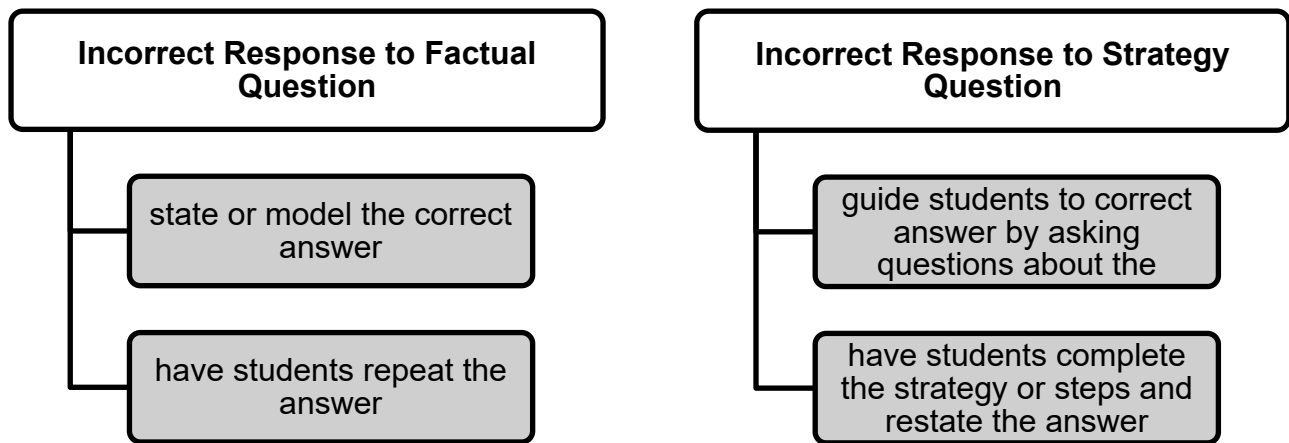 Incorrect Response to Factual
Question
state or model the correct
answer
have students repeat the
answer
Incorrect Response to Strategy
Question
guide students to correct
answer by asking
questions about the
have students complete
the strategy or steps and
restate the answer